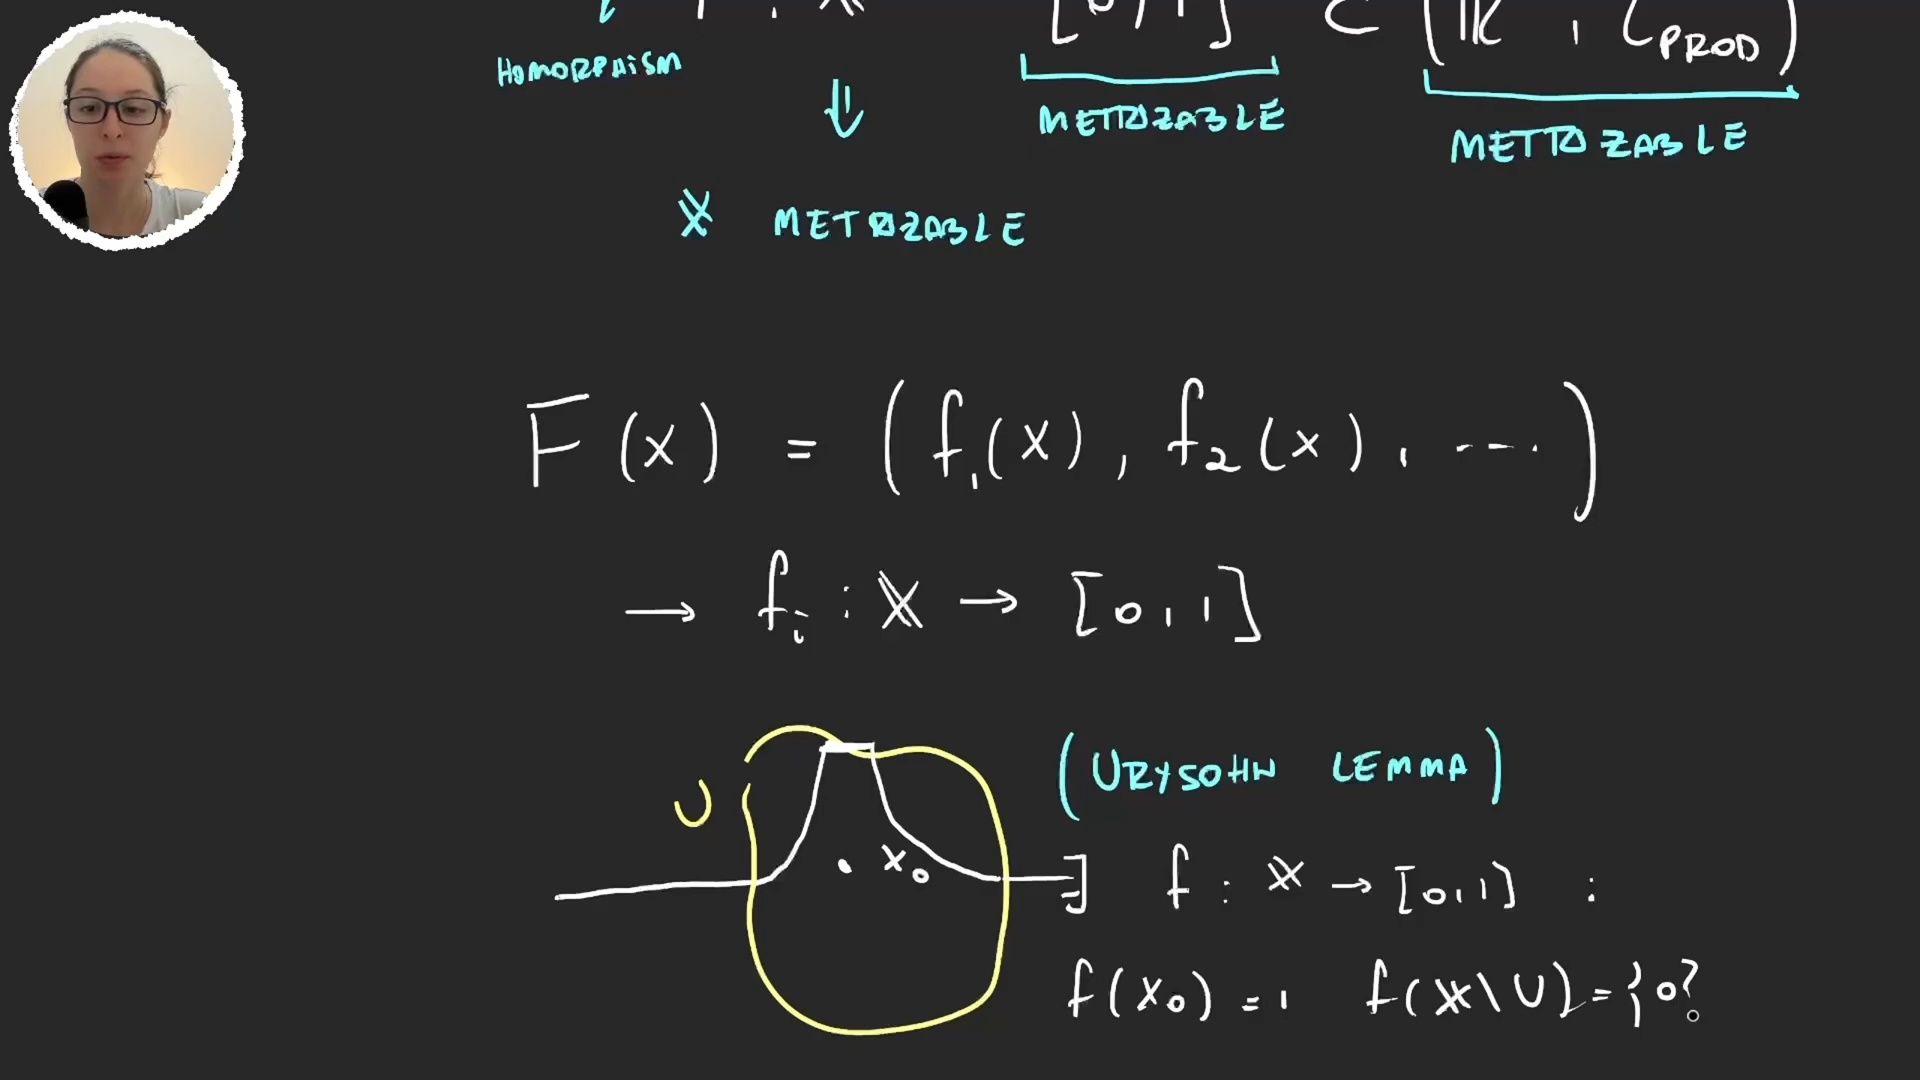 [0, 1] ⊂ (ℝ , τ_PROD)
HOMORPHISM
⇓ METRIZABLE METRIZABLE
X METRIZABLE
F(x) = (f₁(x), f₂(x), ...)
→ fᵢ : X → [0,1]
(URYSOHN LEMMA)
U
x₀ ∃ f : X → [0,1] :
f(x₀) = 1 f(X\U) = {0}